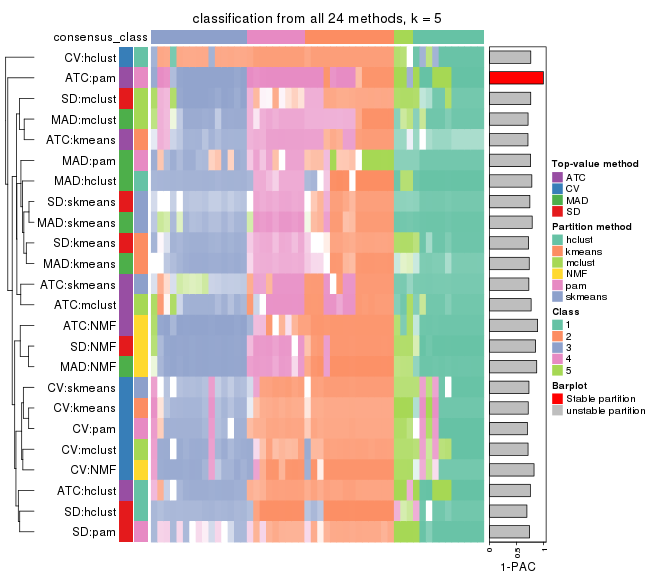 classification from all 24 methods, k = 5
consensus_class
CV:hclust
ATC:pam
SD:mclust
MAD:mclust
ATC:kmeans
MAD:pam
MAD:hclust
SD:skmeans
MAD:skmeans
SD:kmeans
MAD:kmeans
ATC:skmeans
ATC:mclust
ATC:NMF
SD:NMF
MAD:NMF
CV:skmeans
CV:kmeans
CV:pam
CV:mclust
CV:NMF
ATC:hclust
SD:hclust
SD:pam
0 0.5 1
1-PAC
Top-value method
ATC
CV
MAD
SD
Partition method
hclust
kmeans
mclust
NMF
pam
skmeans
Class
1
2
3
4
5
Barplot
Stable partition
unstable partition